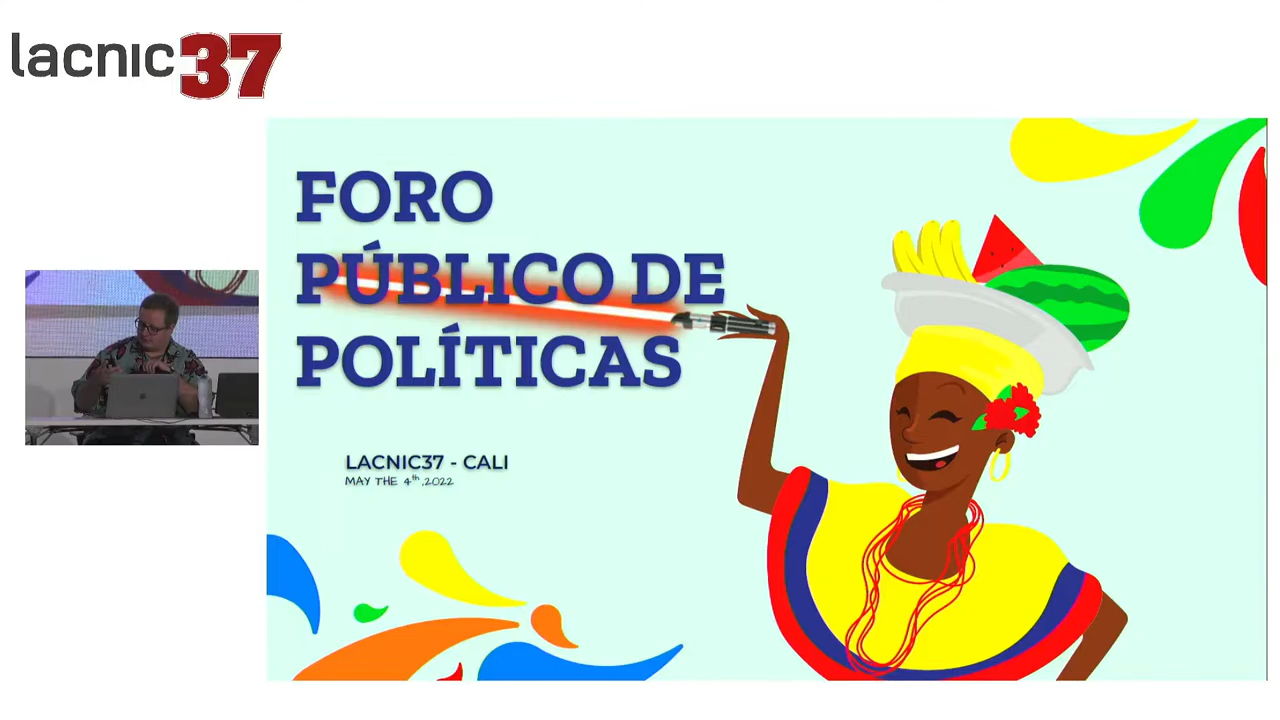 lacnic37
FORO
PÚBLICO DE
POLÍTICAS
LACNIC37 - CALI
MAY THE 4th,2022